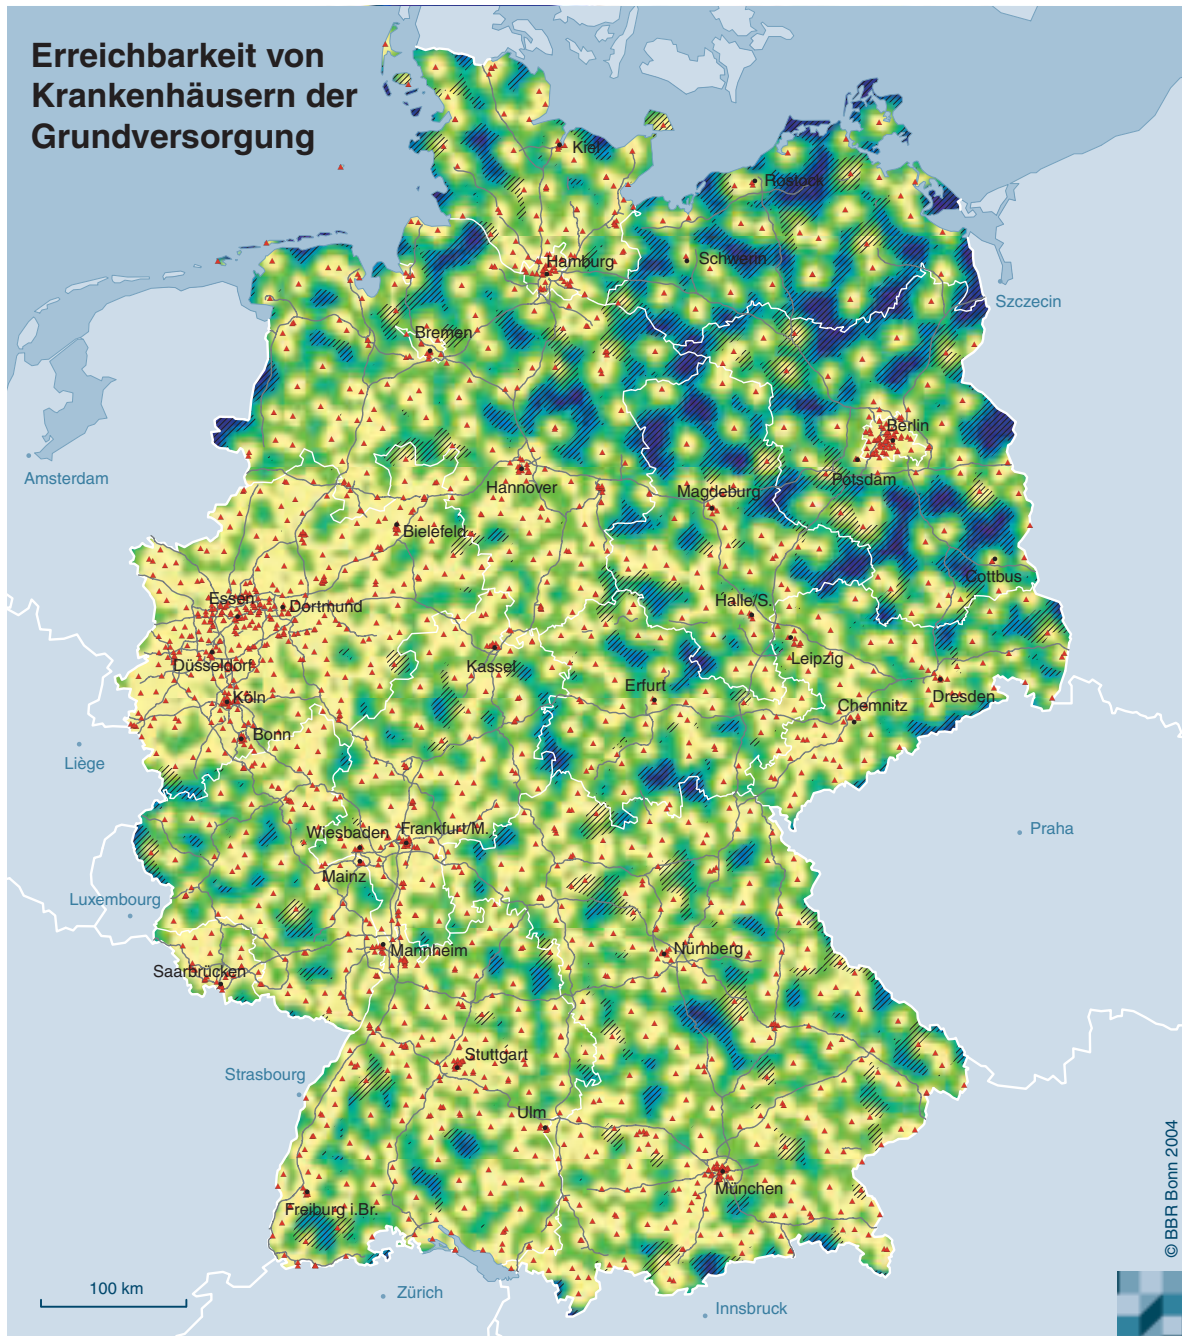 Erreichbarkeit von
Krankenhäusern der
Grundversorgung
Kiel
Rostock
Hamburg
Schwerin
Szczecin
Bremen
Berlin
Amsterdam
Hannover
Magdeburg
Potsdam
Bielefeld
Cottbus
Essen
Dortmund
Halle/S.
Düsseldorf
Kassel
Leipzig
Köln
Erfurt
Dresden
Chemnitz
Bonn
Liège
Wiesbaden
Frankfurt/M.
Praha
Mainz
Luxembourg
Mannheim
Nürnberg
Saarbrücken
Stuttgart
Strasbourg
Ulm
München
Freiburg i.Br.
100 km
Zürich
Innsbruck
© BBR Bonn 2004